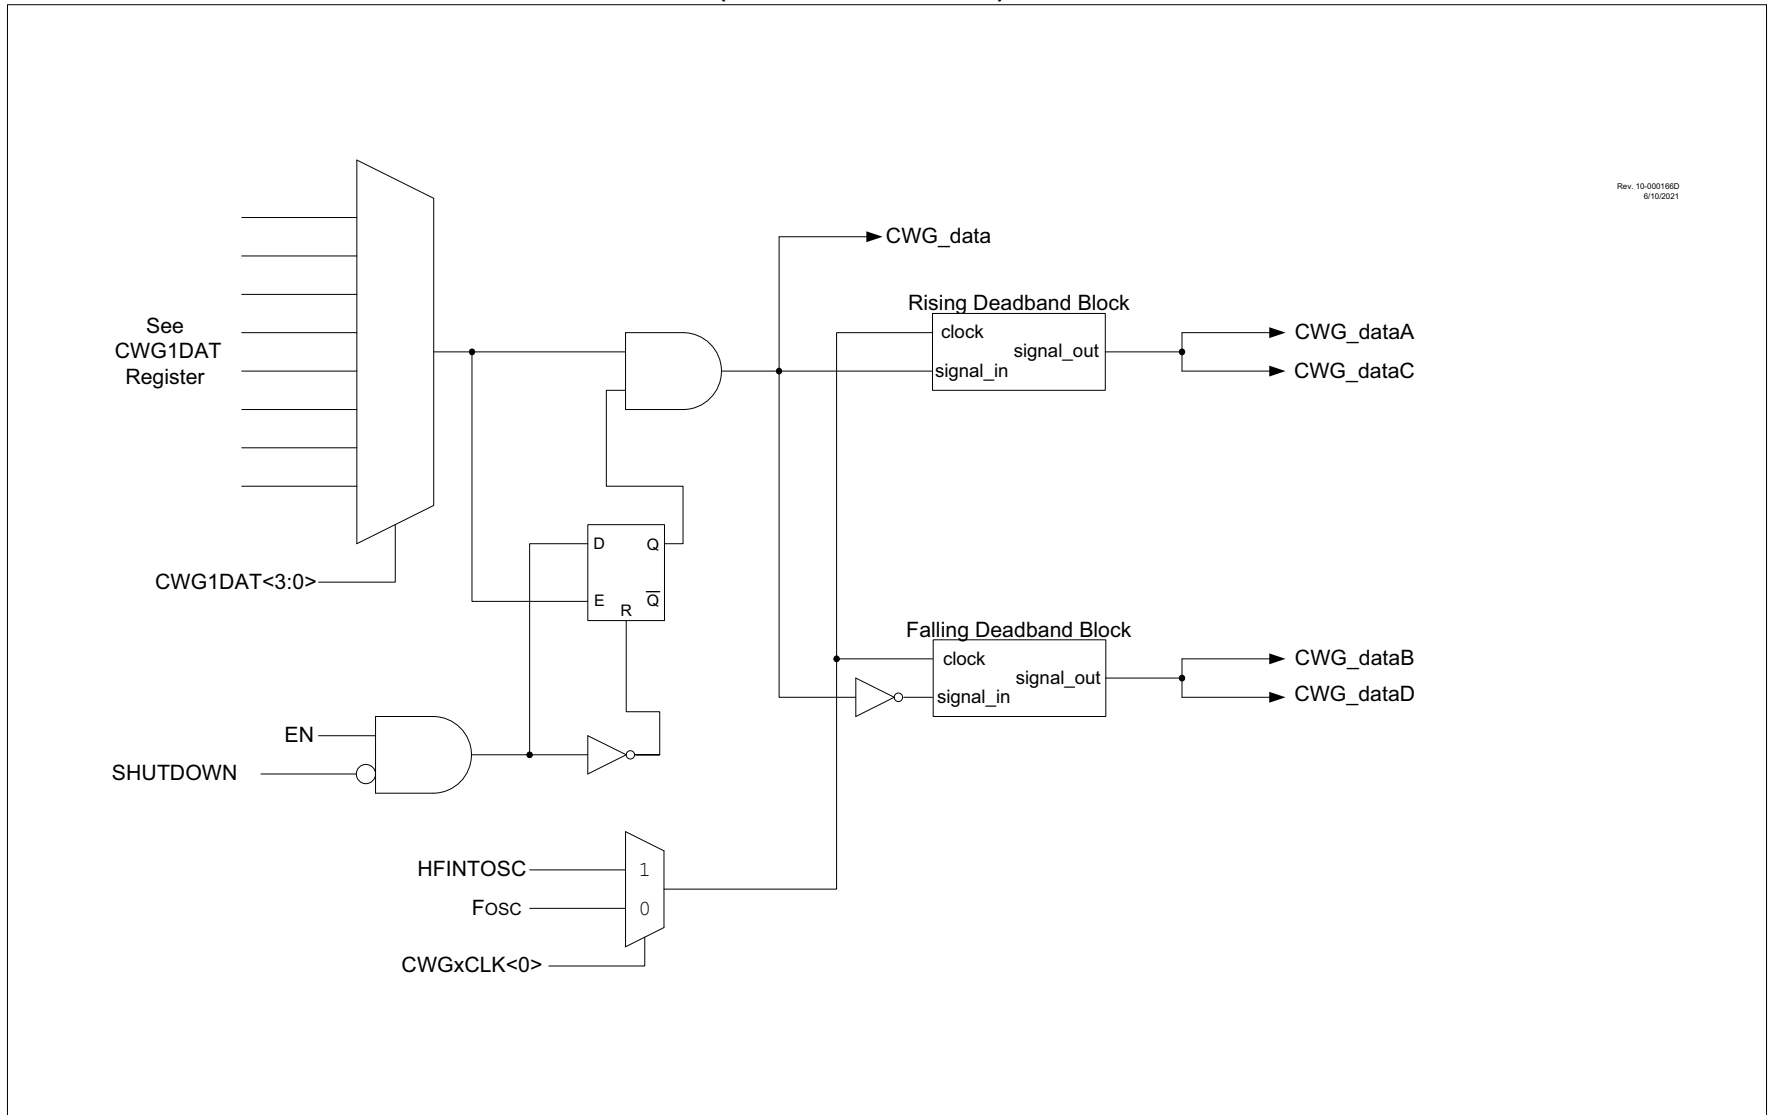 Rev. 10-000166D
6/10/2021
CWG_data
Rising Deadband Block
clock
signal_in
signal_out
CWG_dataA
CWG_dataC
See
CWG1DAT
Register
CWG1DAT<3:0>
D
Q
E
Q̅
R
Falling Deadband Block
clock
signal_in
signal_out
CWG_dataB
CWG_dataD
EN
SHUTDOWN
HFINTOSC
1
FOSC
0
CWGxCLK<0>